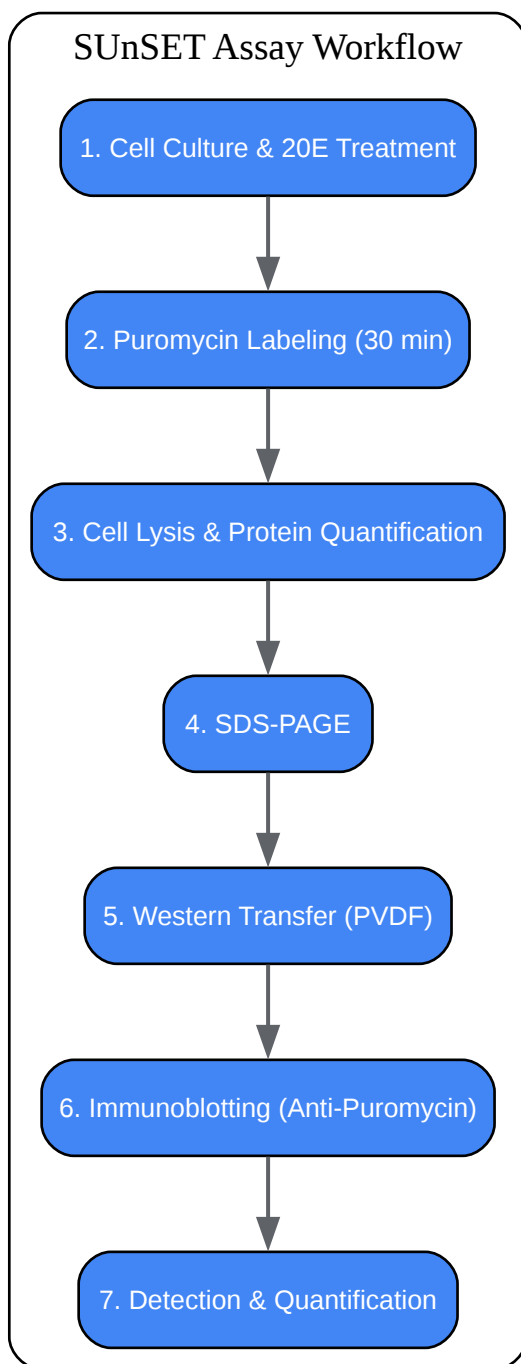 SUnSET Assay Workflow
1. Cell Culture & 20E Treatment
2. Puromycin Labeling (30 min)
3. Cell Lysis & Protein Quantification
4. SDS-PAGE
5. Western Transfer (PVDF)
6. Immunoblotting (Anti-Puromycin)
7. Detection & Quantification